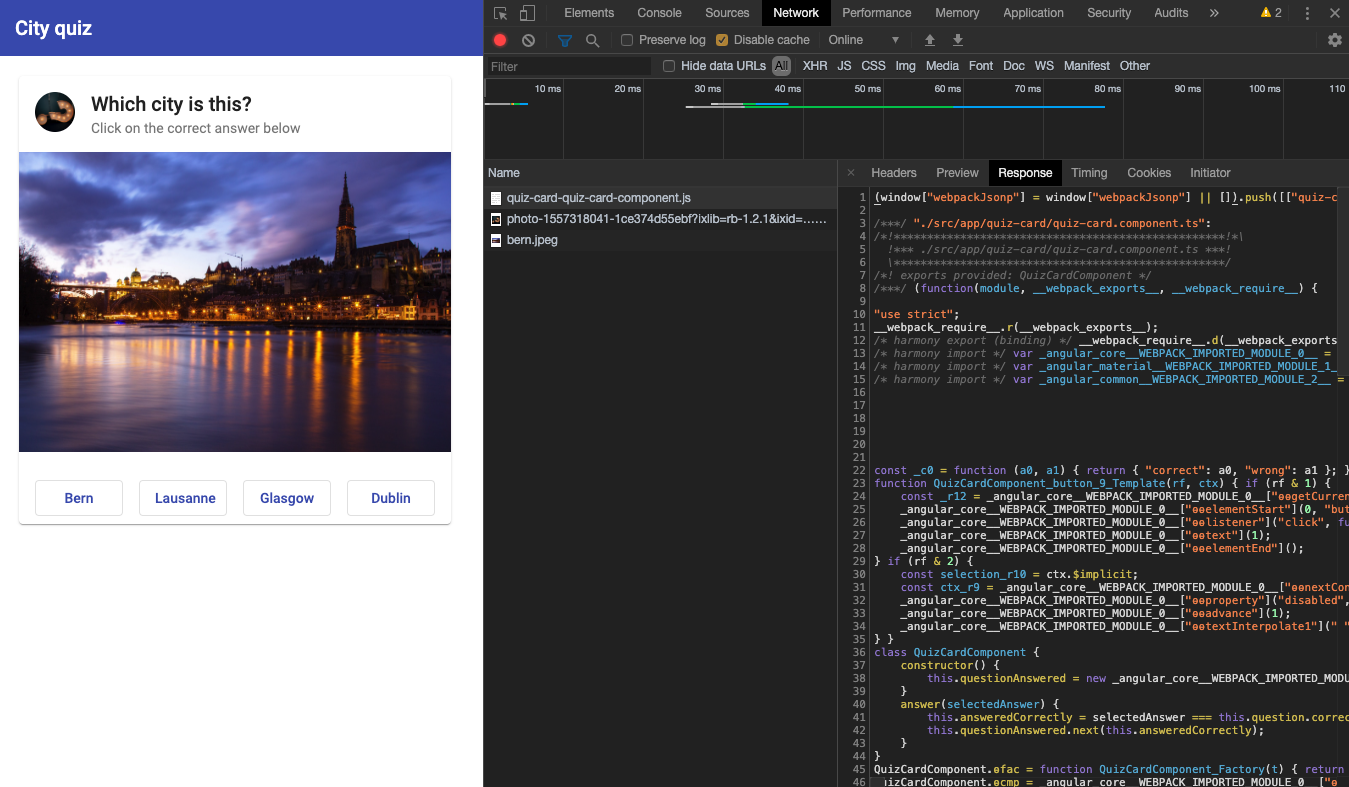 City quiz
Which city is this?
Click on the correct answer below
Bern Lausanne Glasgow Dublin
Elements Console Sources Network Performance Memory Application Security Audits » 2
Preserve log Disable cache Online
Filter Hide data URLs All XHR JS CSS Img Media Font Doc WS Manifest Other
10 ms 20 ms 30 ms 40 ms 50 ms 60 ms 70 ms 80 ms 90 ms 100 ms 110
Name
quiz-card-quiz-card-component.js
photo-1557318041-1ce374d55ebf?ixlib=rb-1.2.1&ixid=......
bern.jpeg
× Headers Preview Response Timing Cookies Initiator
1 (window["webpackJsonp"] = window["webpackJsonp"] || []).push([["quiz-c
2
3 /***/ "./src/app/quiz-card/quiz-card.component.ts":
4 /*!***************************************************!*\
5 !*** ./src/app/quiz-card/quiz-card.component.ts ***!
6 \***************************************************/
7 /*! exports provided: QuizCardComponent */
8 /***/ (function(module, __webpack_exports__, __webpack_require__) {
9
10 "use strict";
11 __webpack_require__.r(__webpack_exports__);
12 /* harmony export (binding) */ __webpack_require__.d(__webpack_exports
13 /* harmony import */ var _angular_core__WEBPACK_IMPORTED_MODULE_0__ =
14 /* harmony import */ var _angular_material__WEBPACK_IMPORTED_MODULE_1_
15 /* harmony import */ var _angular_common__WEBPACK_IMPORTED_MODULE_2__ =
16
17
18
19
20
21
22 const _c0 = function (a0, a1) { return { "correct": a0, "wrong": a1 }; }
23 function QuizCardComponent_button_9_Template(rf, ctx) { if (rf & 1) {
24 const _r12 = _angular_core__WEBPACK_IMPORTED_MODULE_0__["ɵɵgetCurren
25 _angular_core__WEBPACK_IMPORTED_MODULE_0__["ɵɵelementStart"](0, "but
26 _angular_core__WEBPACK_IMPORTED_MODULE_0__["ɵɵlistener"]("click", fu
27 _angular_core__WEBPACK_IMPORTED_MODULE_0__["ɵɵtext"](1);
28 _angular_core__WEBPACK_IMPORTED_MODULE_0__["ɵɵelementEnd"]();
29 } if (rf & 2) {
30 const selection_r10 = ctx.$implicit;
31 const ctx_r9 = _angular_core__WEBPACK_IMPORTED_MODULE_0__["ɵɵnextCon
32 _angular_core__WEBPACK_IMPORTED_MODULE_0__["ɵɵproperty"]("disabled",
33 _angular_core__WEBPACK_IMPORTED_MODULE_0__["ɵɵadvance"](1);
34 _angular_core__WEBPACK_IMPORTED_MODULE_0__["ɵɵtextInterpolate1"](" "
35 } }
36 class QuizCardComponent {
37 constructor() {
38 this.questionAnswered = new _angular_core__WEBPACK_IMPORTED_MODU
39 }
40 answer(selectedAnswer) {
41 this.answeredCorrectly = selectedAnswer === this.question.correc
42 this.questionAnswered.next(this.answeredCorrectly);
43 }
44 }
45 QuizCardComponent.ɵfac = function QuizCardComponent_Factory(t) { return
46 uizCardComponent.ɵcmp = _angular_core__WEBPACK_IMPORTED_MODULE_0__["ɵ